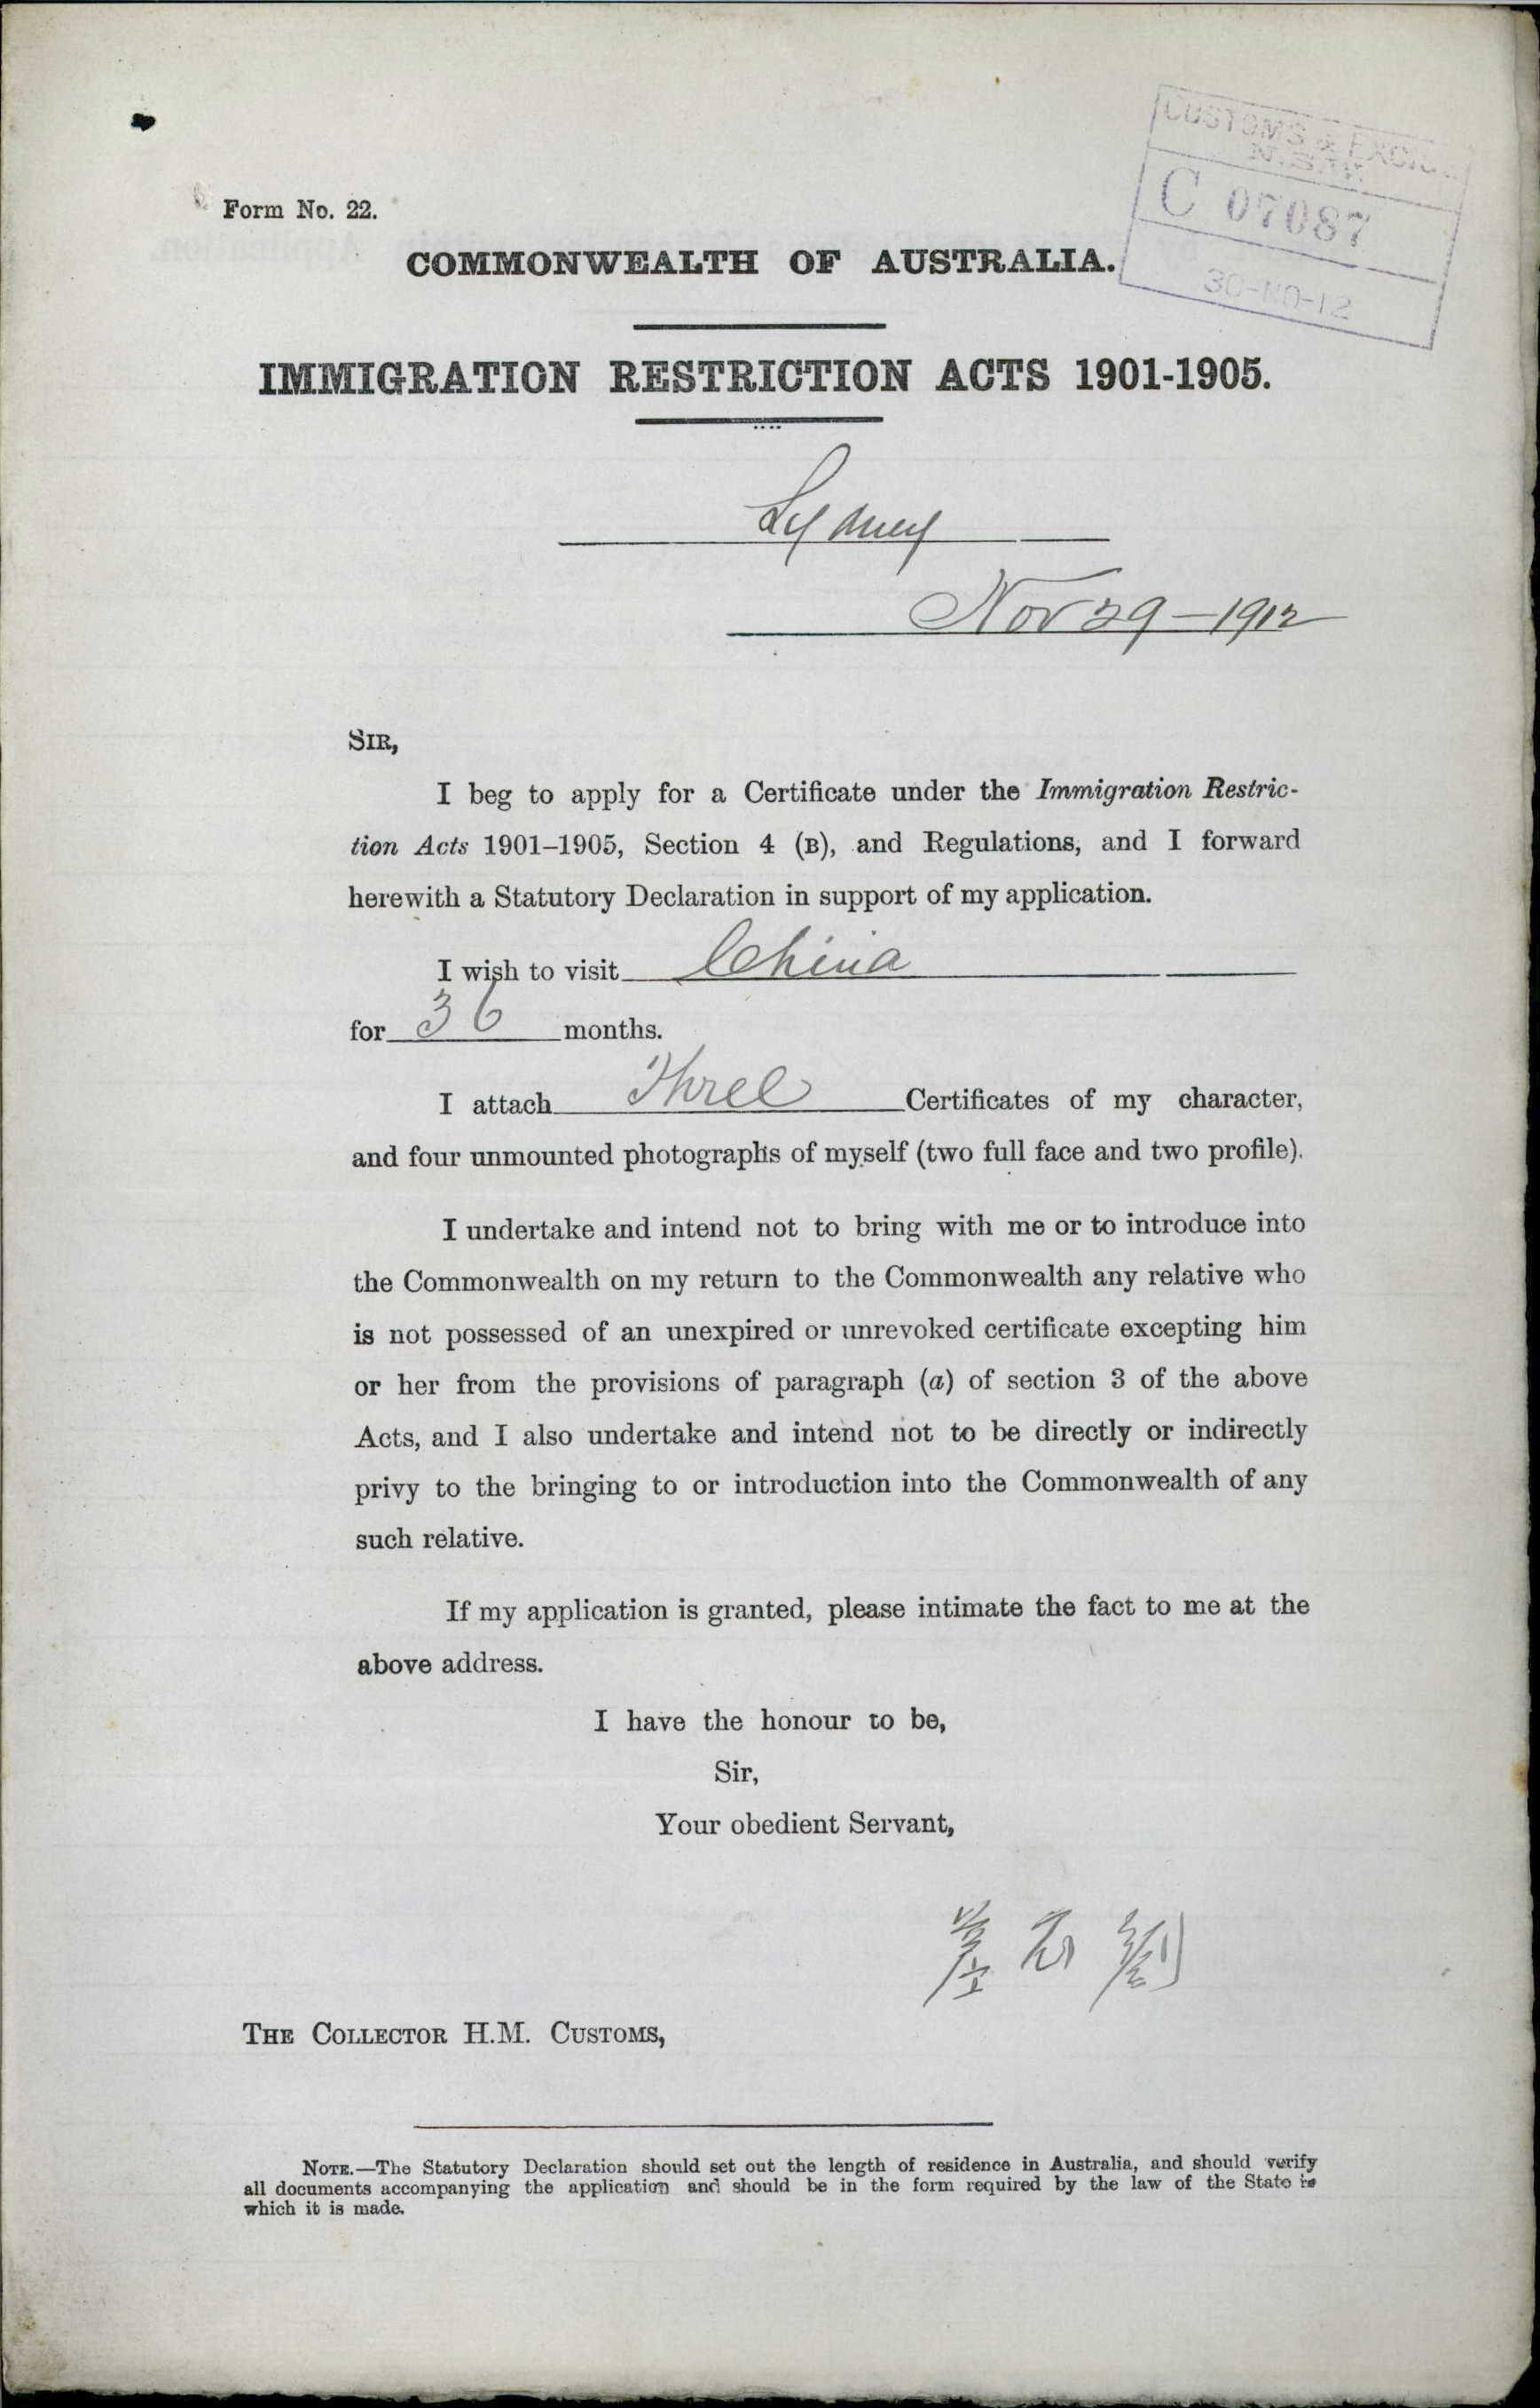 CUSTOMS & EXCISE
N.S.W.
C 07087
30-NO-12
Form No. 22.
COMMONWEALTH OF AUSTRALIA.
IMMIGRATION RESTRICTION ACTS 1901-1905.
Sydney
Nov 29-1912
SIR,
I beg to apply for a Certificate under the Immigration Restric-
tion Acts 1901–1905, Section 4 (B), and Regulations, and I forward
herewith a Statutory Declaration in support of my application.
I wish to visit China
for 36 months.
I attach Three Certificates of my character,
and four unmounted photographs of myself (two full face and two profile).
I undertake and intend not to bring with me or to introduce into
the Commonwealth on my return to the Commonwealth any relative who
is not possessed of an unexpired or unrevoked certificate excepting him
or her from the provisions of paragraph (a) of section 3 of the above
Acts, and I also undertake and intend not to be directly or indirectly
privy to the bringing to or introduction into the Commonwealth of any
such relative.
If my application is granted, please intimate the fact to me at the
above address.
I have the honour to be,
Sir,
Your obedient Servant,
劉
THE COLLECTOR H.M. CUSTOMS,
NOTE.—The Statutory Declaration should set out the length of residence in Australia, and should verify
all documents accompanying the application and should be in the form required by the law of the State in
which it is made.